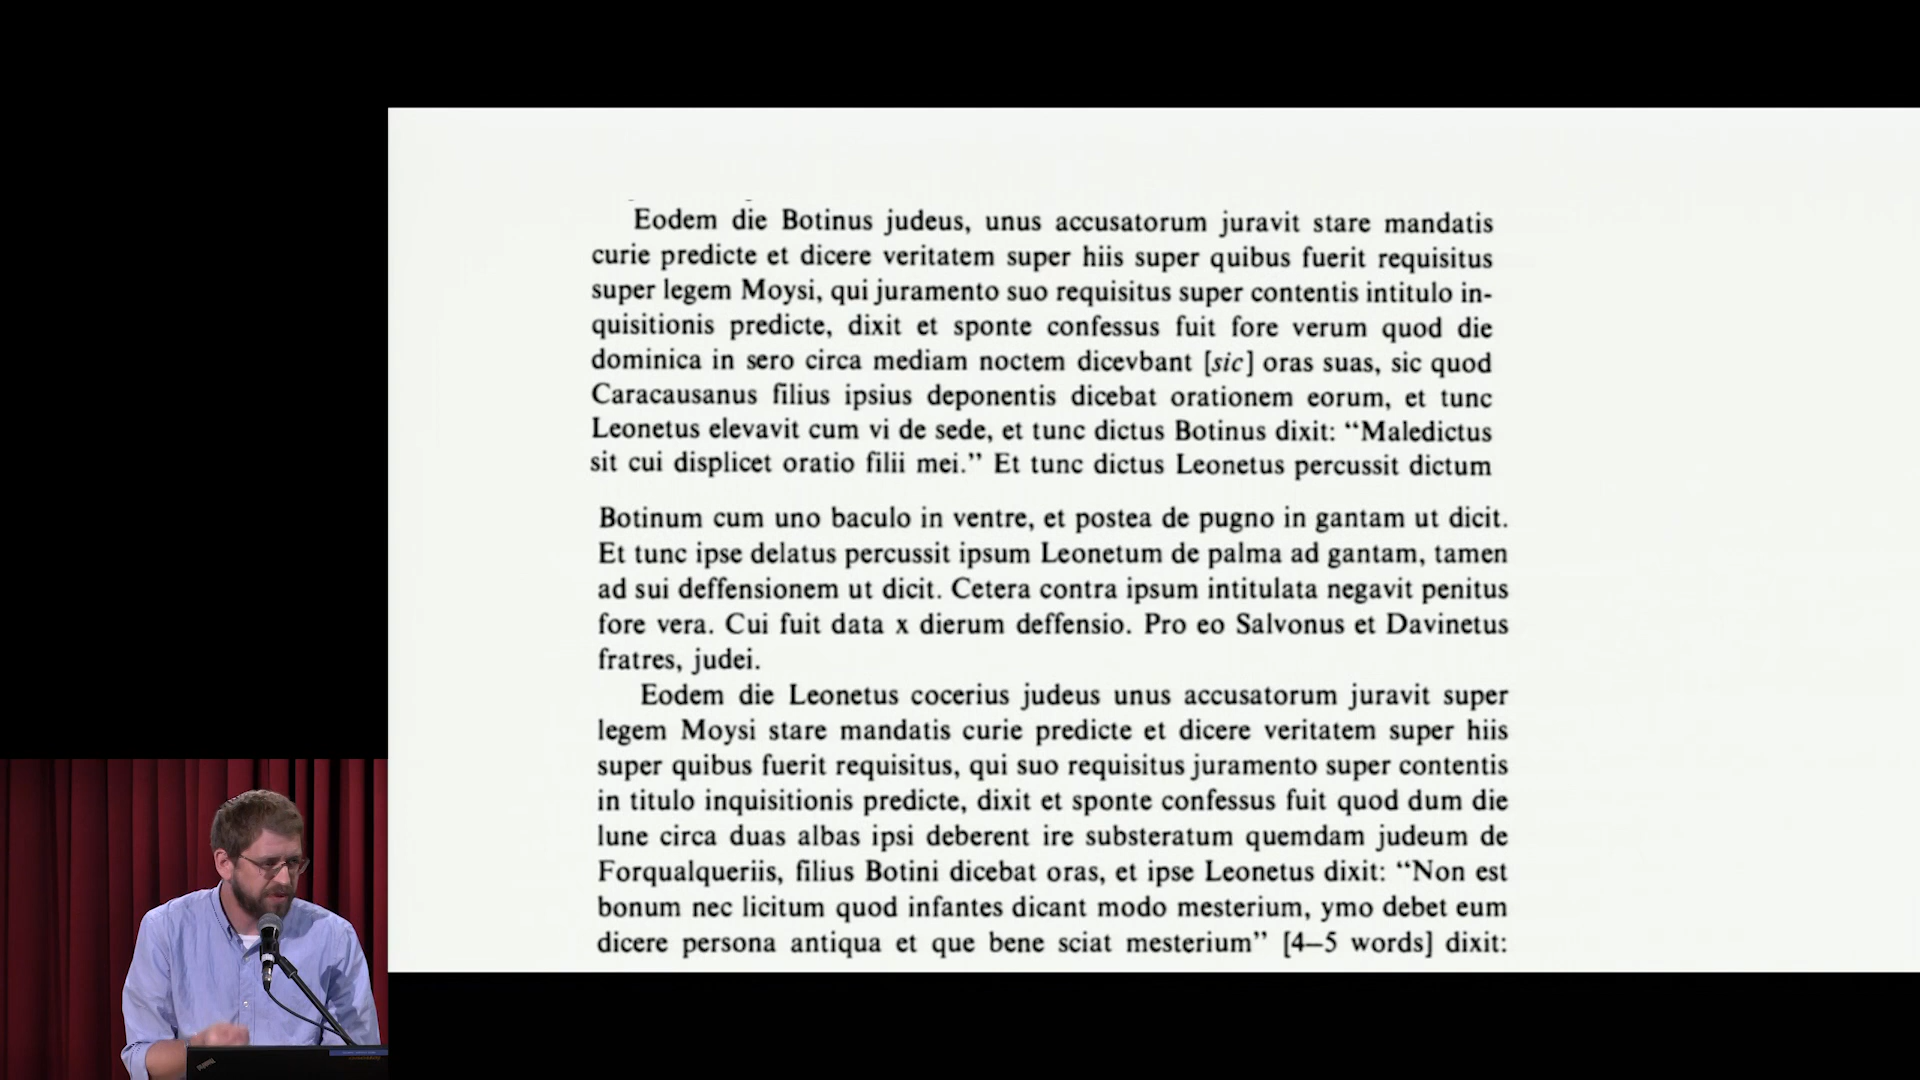 Eodem die Botinus judeus, unus accusatorum juravit stare mandatis
curie predicte et dicere veritatem super hiis super quibus fuerit requisitus
super legem Moysi, qui juramento suo requisitus super contentis intitulo in-
quisitionis predicte, dixit et sponte confessus fuit fore verum quod die
dominica in sero circa mediam noctem dicevbant [sic] oras suas, sic quod
Caracausanus filius ipsius deponentis dicebat orationem eorum, et tunc
Leonetus elevavit cum vi de sede, et tunc dictus Botinus dixit: “Maledictus
sit cui displicet oratio filii mei.” Et tunc dictus Leonetus percussit dictum
Botinum cum uno baculo in ventre, et postea de pugno in gantam ut dicit.
Et tunc ipse delatus percussit ipsum Leonetum de palma ad gantam, tamen
ad sui deffensionem ut dicit. Cetera contra ipsum intitulata negavit penitus
fore vera. Cui fuit data x dierum deffensio. Pro eo Salvonus et Davinetus
fratres, judei.
Eodem die Leonetus cocerius judeus unus accusatorum juravit super
legem Moysi stare mandatis curie predicte et dicere veritatem super hiis
super quibus fuerit requisitus, qui suo requisitus juramento super contentis
in titulo inquisitionis predicte, dixit et sponte confessus fuit quod dum die
lune circa duas albas ipsi deberent ire substeratum quemdam judeum de
Forqualqueriis, filius Botini dicebat oras, et ipse Leonetus dixit: “Non est
bonum nec licitum quod infantes dicant modo mesterium, ymo debet eum
dicere persona antiqua et que bene sciat mesterium” [4–5 words] dixit: